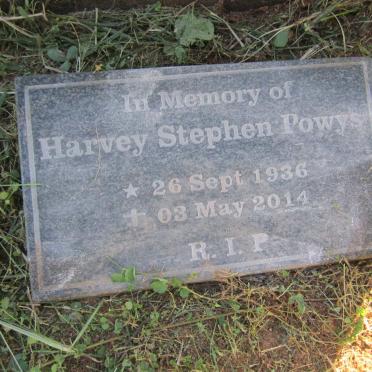 In Memory of
Harvey Stephen Powys
★ 26 Sept 1936
✝ 03 May 2014
R.I.P.